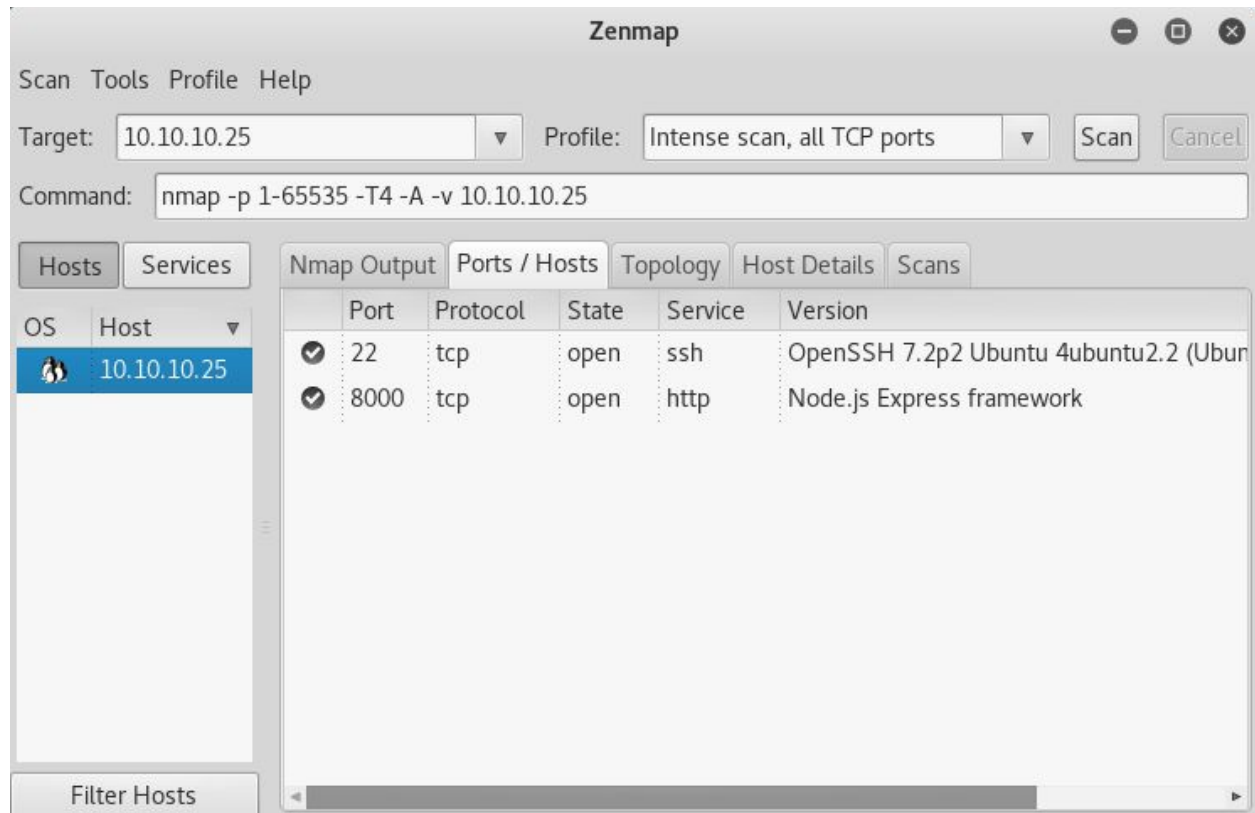 Zenmap
Scan Tools Profile Help
Target: 10.10.10.25 Profile: Intense scan, all TCP ports Scan Cancel
Command: nmap -p 1-65535 -T4 -A -v 10.10.10.25
Hosts Services Nmap Output Ports / Hosts Topology Host Details Scans
OS Host Port Protocol State Service Version
10.10.10.25 22 tcp open ssh OpenSSH 7.2p2 Ubuntu 4ubuntu2.2 (Ubun
8000 tcp open http Node.js Express framework
Filter Hosts